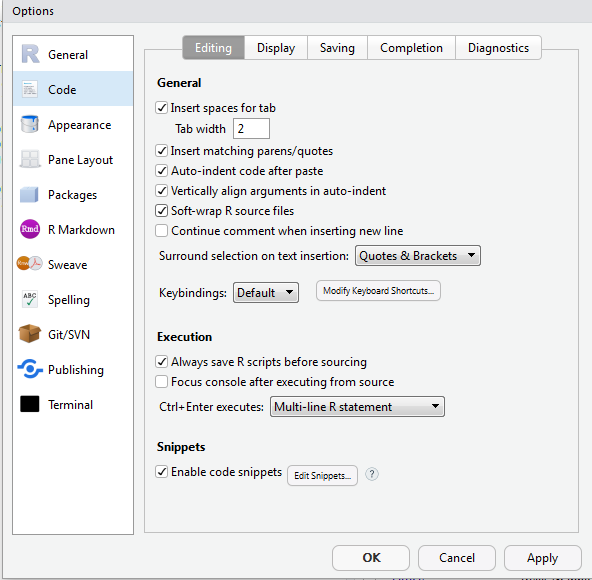 Options
General
Code
Appearance
Pane Layout
Packages
Rmd R Markdown
Rnw Sweave
ABC Spelling
Git/SVN
Publishing
Terminal
Editing Display Saving Completion Diagnostics
General
Insert spaces for tab
Tab width 2
Insert matching parens/quotes
Auto-indent code after paste
Vertically align arguments in auto-indent
Soft-wrap R source files
Continue comment when inserting new line
Surround selection on text insertion: Quotes & Brackets
Keybindings: Default Modify Keyboard Shortcuts...
Execution
Always save R scripts before sourcing
Focus console after executing from source
Ctrl+Enter executes: Multi-line R statement
Snippets
Enable code snippets Edit Snippets... ?
OK Cancel Apply